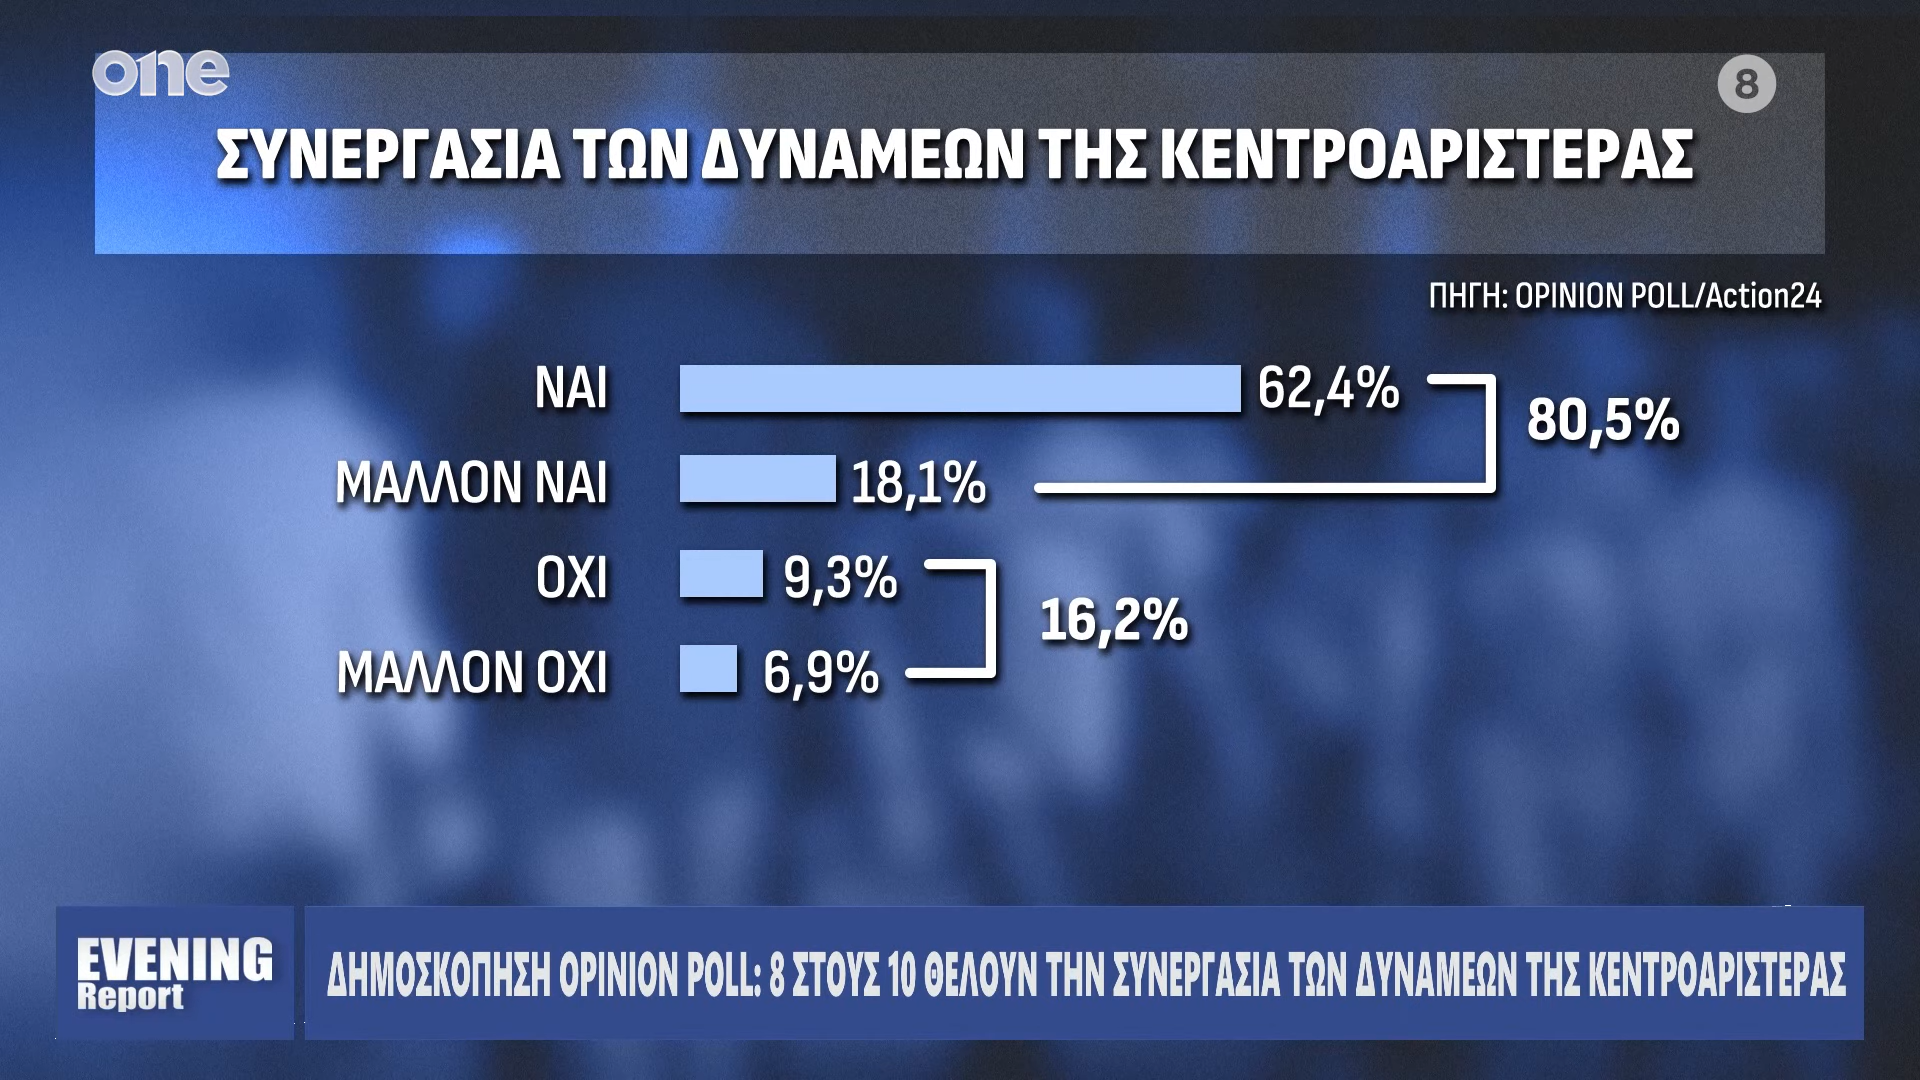 one
8
ΣΥΝΕΡΓΑΣΙΑ ΤΩΝ ΔΥΝΑΜΕΩΝ ΤΗΣ ΚΕΝΤΡΟΑΡΙΣΤΕΡΑΣ
ΠΗΓΗ: OPINION POLL/Action24
ΝΑΙ 62,4%
80,5%
ΜΑΛΛΟΝ ΝΑΙ 18,1%
ΟΧΙ 9,3%
16,2%
ΜΑΛΛΟΝ ΟΧΙ 6,9%
EVENING
Report
ΔΗΜΟΣΚΟΠΗΣΗ OPINION POLL: 8 ΣΤΟΥΣ 10 ΘΕΛΟΥΝ ΤΗΝ ΣΥΝΕΡΓΑΣΙΑ ΤΩΝ ΔΥΝΑΜΕΩΝ ΤΗΣ ΚΕΝΤΡΟΑΡΙΣΤΕΡΑΣ